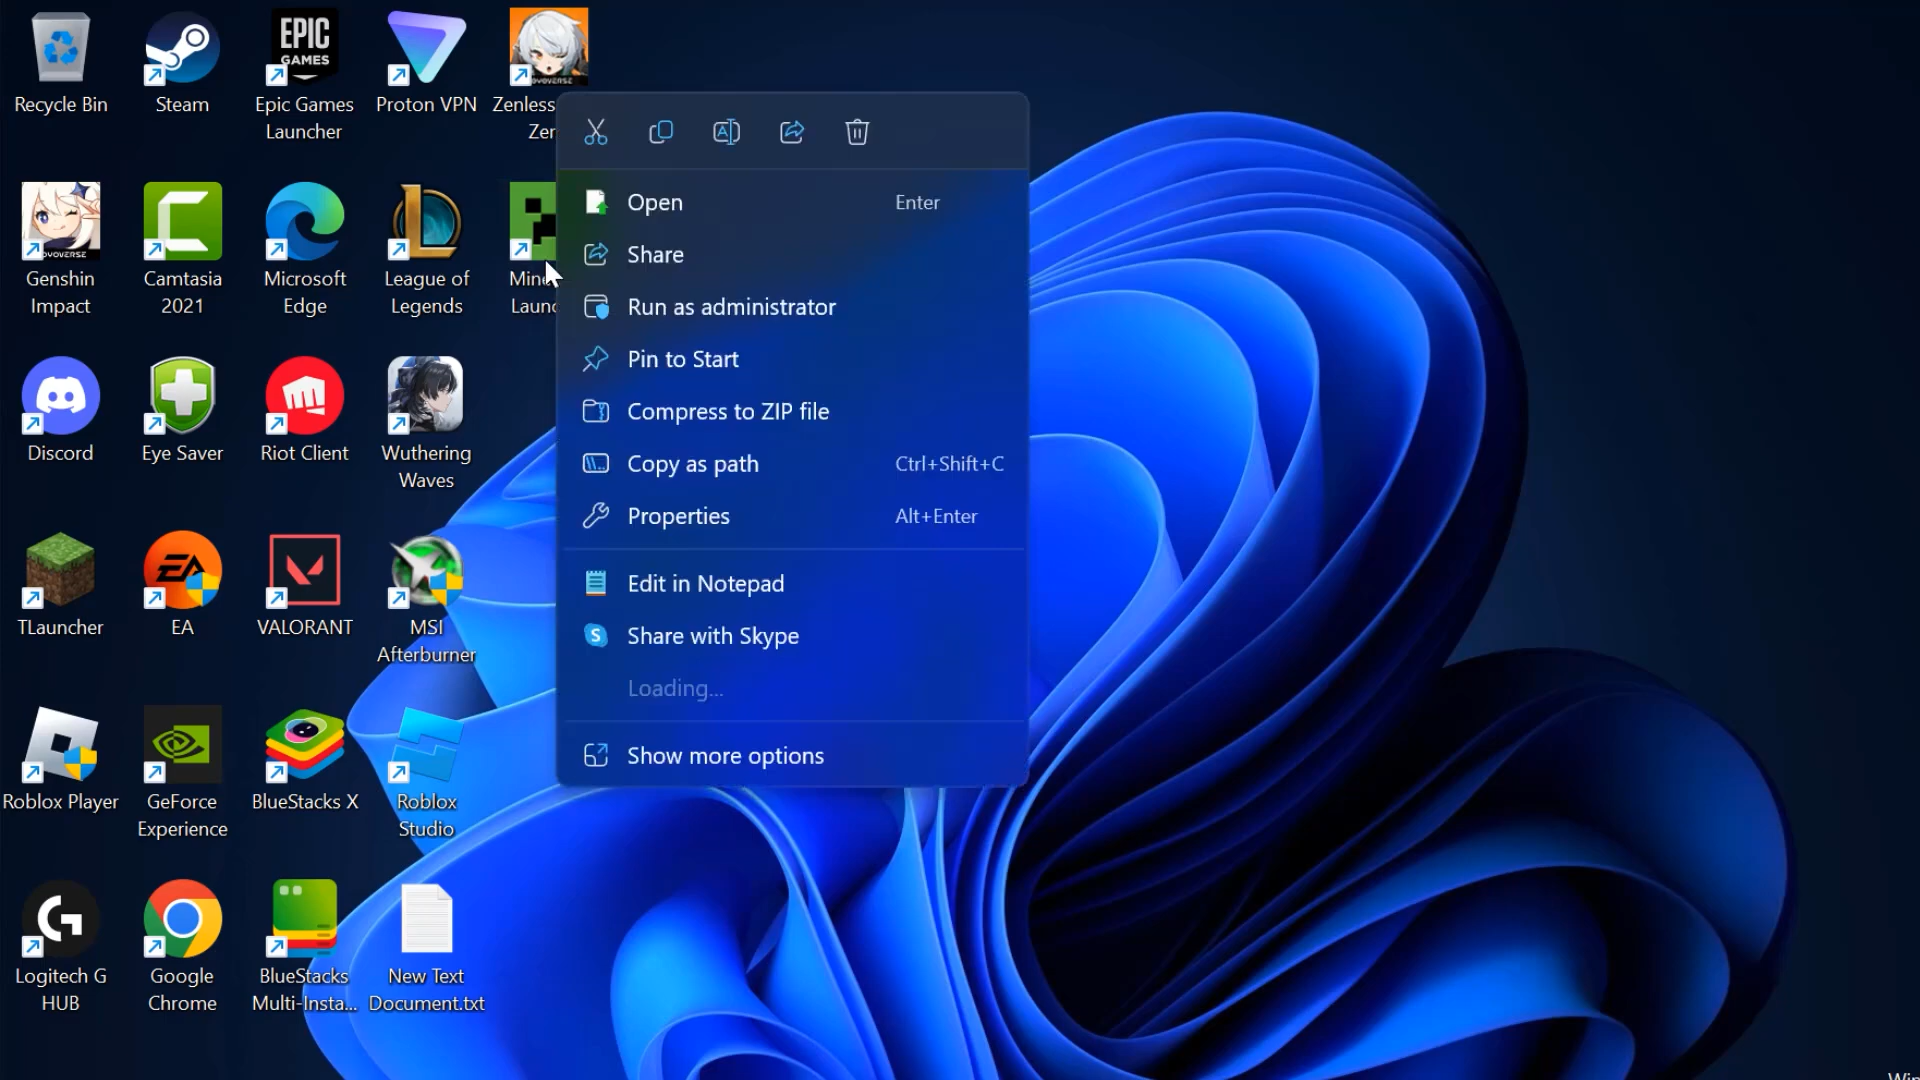 Recycle Bin
Steam
EPIC
GAMES
Epic Games
Launcher
Proton VPN
Zenless
Zer
Open Enter
Share
Run as administrator
Pin to Start
Compress to ZIP file
Copy as path Ctrl+Shift+C
Properties Alt+Enter
Edit in Notepad
Share with Skype
Loading...
Show more options
Genshin
Impact
Camtasia
2021
Microsoft
Edge
League of
Legends
Mine
Laun
Discord
Eye Saver
Riot Client
Wuthering
Waves
TLauncher
EA
EA
VALORANT
MSI
Afterburner
Roblox Player
GeForce
Experience
BlueStacks X
Roblox
Studio
Logitech G
HUB
Google
Chrome
BlueStacks
Multi-Insta...
New Text
Document.txt